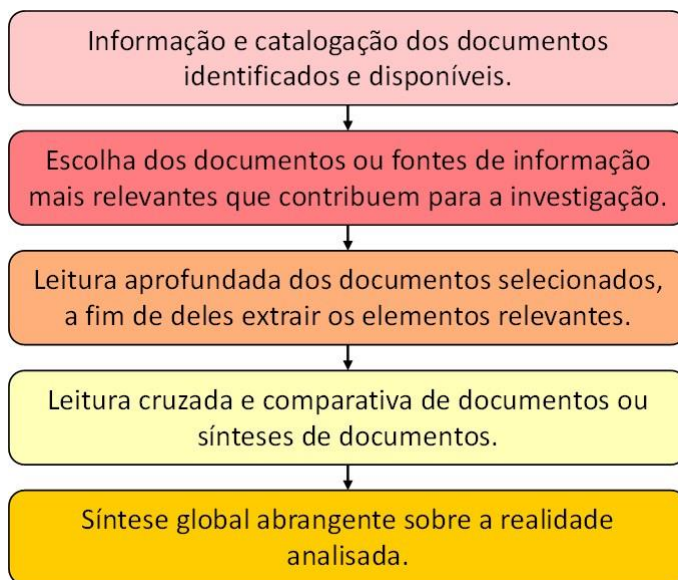 Informação e catalogação dos documentos
identificados e disponíveis.
Escolha dos documentos ou fontes de informação
mais relevantes que contribuem para a investigação.
Leitura aprofundada dos documentos selecionados,
a fim de deles extrair os elementos relevantes.
Leitura cruzada e comparativa de documentos ou
sínteses de documentos.
Síntese global abrangente sobre a realidade
analisada.